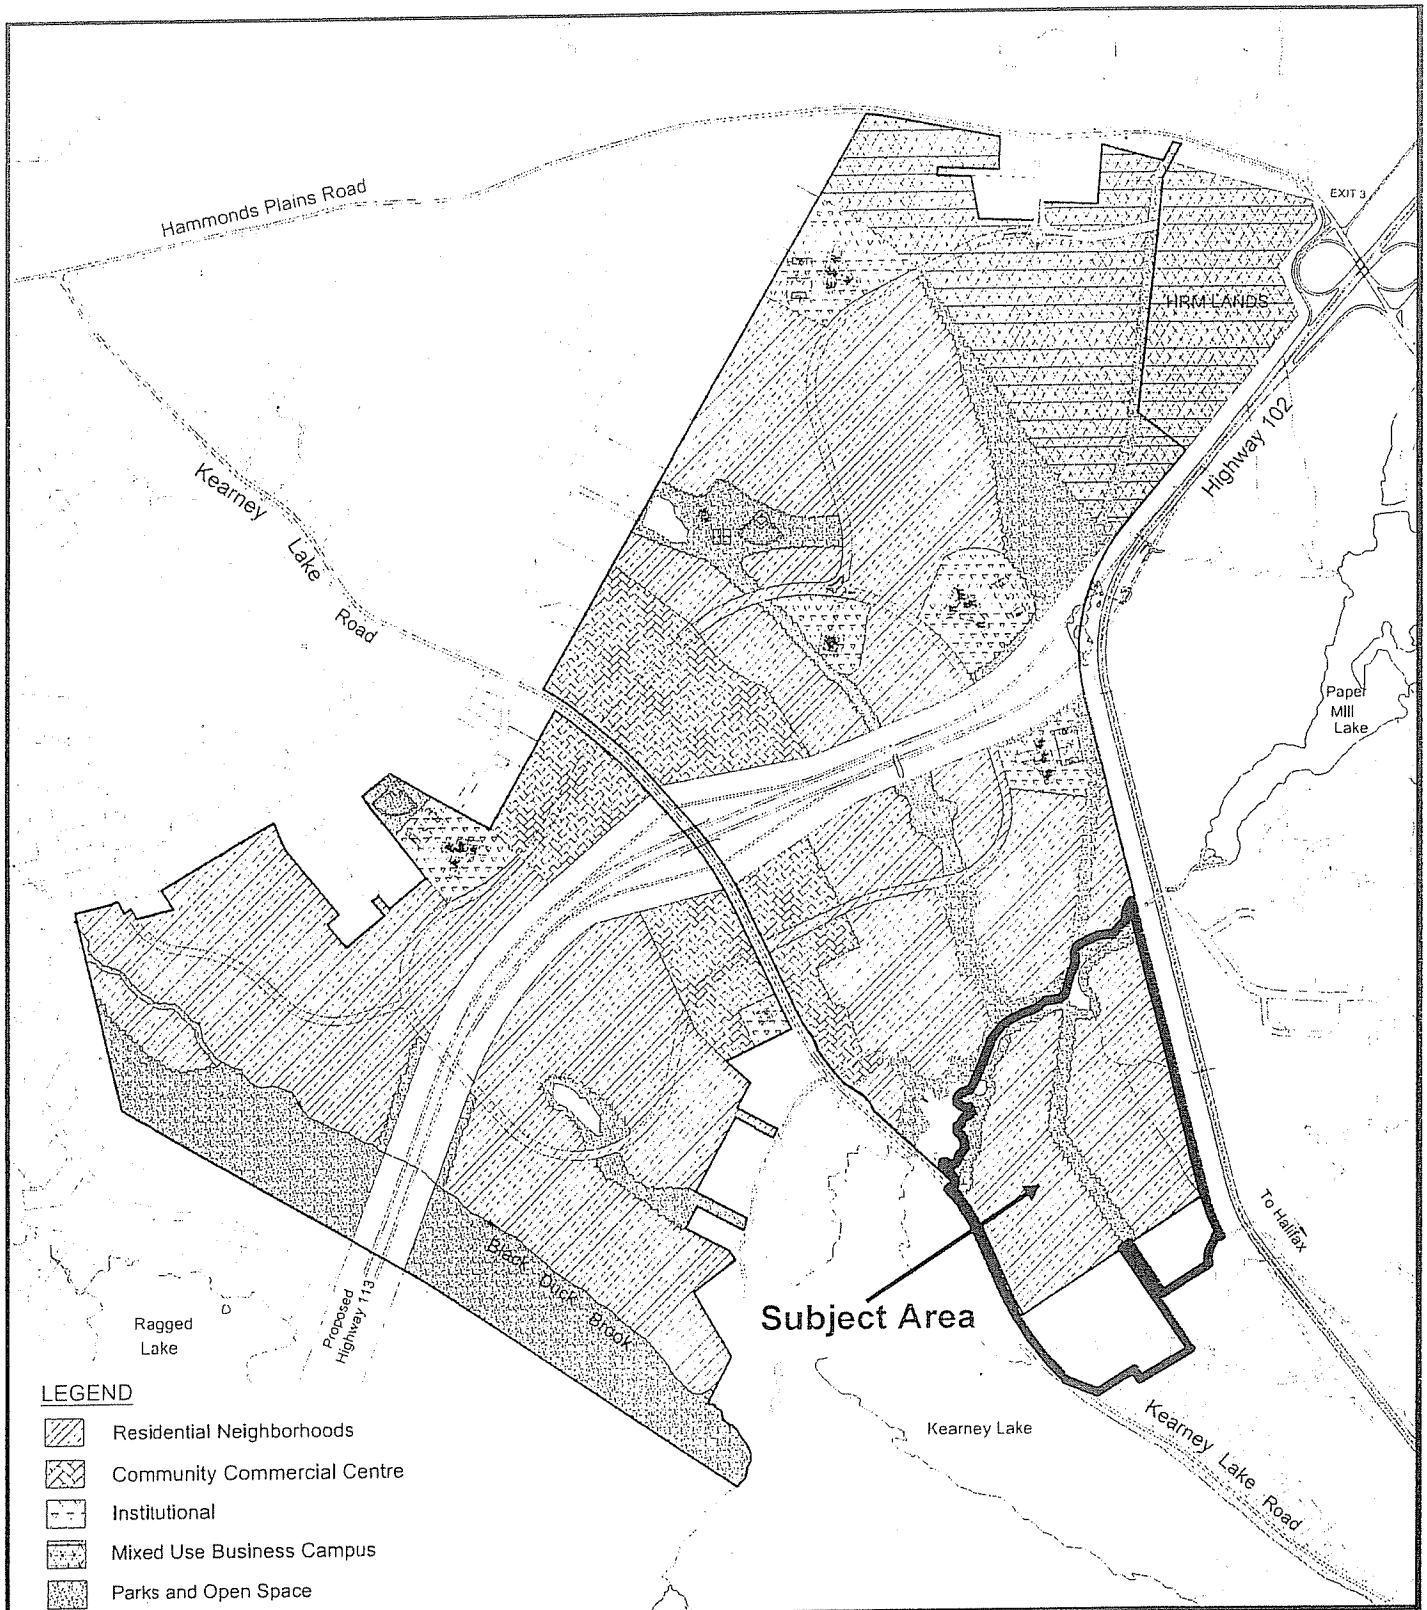 Hammonds Plains Road
EXIT 3
HRM LANDS
Highway 102
Kearney
Lake
Road
Paper
Mill
Lake
To Halifax
Black Duck Brook
Proposed
Highway 113
Ragged
Lake
Subject Area
Kearney Lake
Kearney Lake Road
LEGEND
Residential Neighborhoods
Community Commercial Centre
Institutional
Mixed Use Business Campus
Parks and Open Space